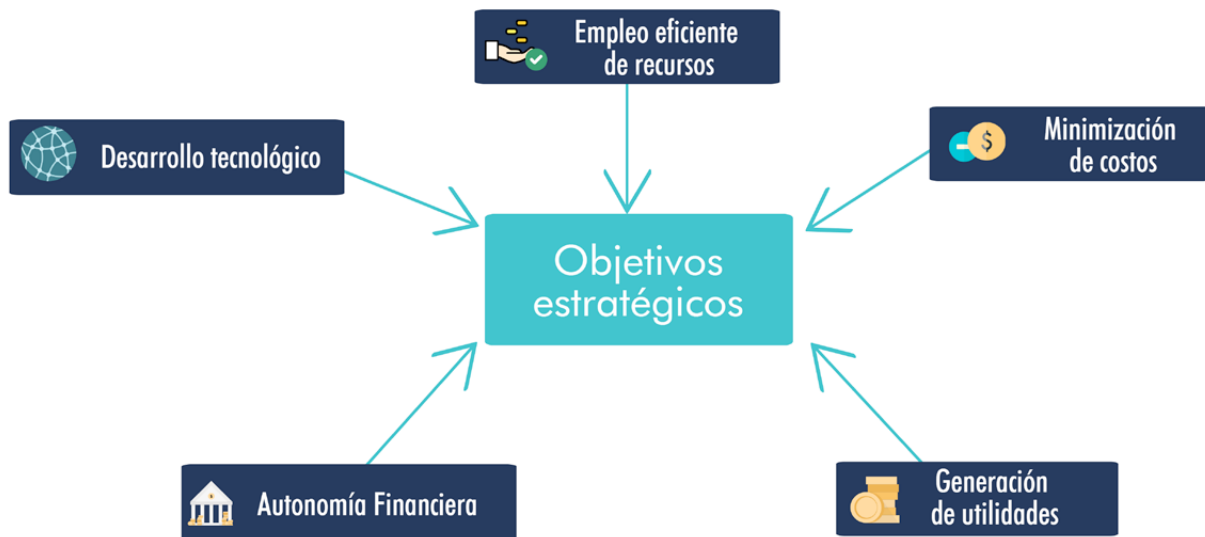 Empleo eficiente
de recursos
Desarrollo tecnológico
Minimización
de costos
$
Objetivos
estratégicos
Autonomía Financiera
Generación
de utilidades